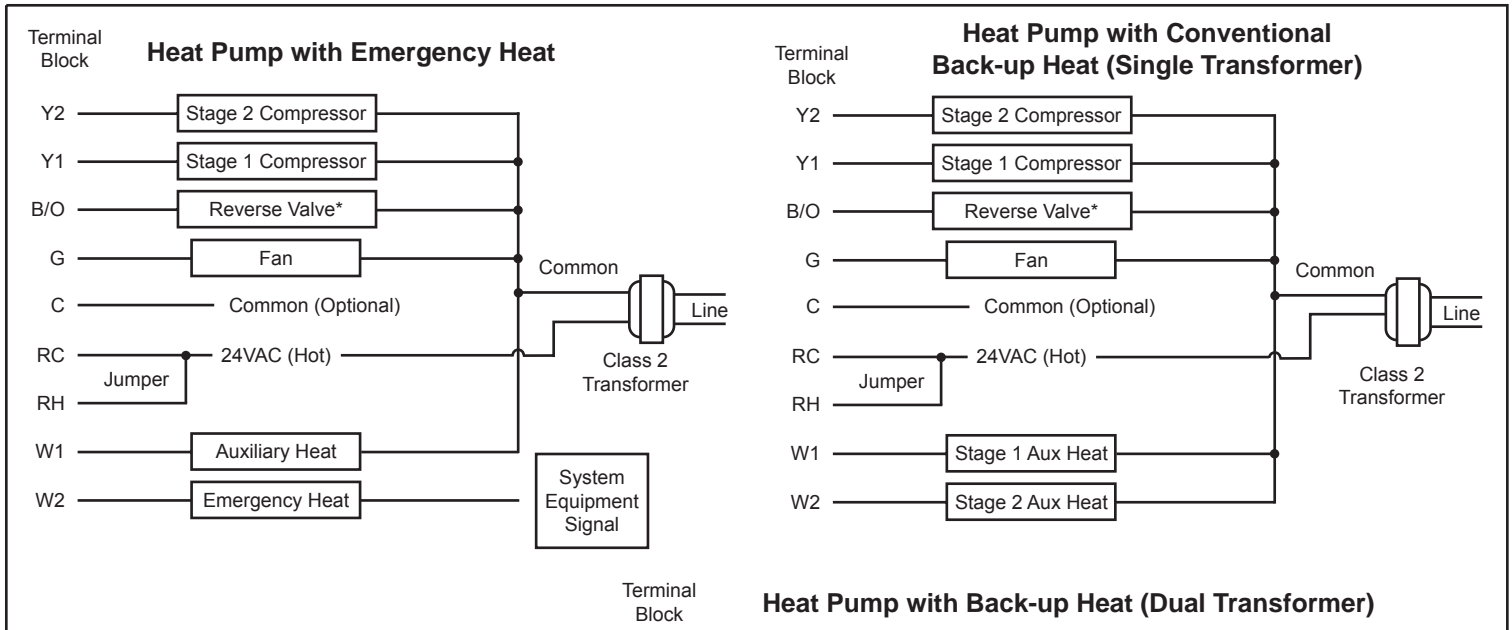 Terminal
Block
Heat Pump with Emergency Heat
Y2
Stage 2 Compressor
Y1
Stage 1 Compressor
B/O
Reverse Valve*
G
Fan
Common
C
Common (Optional)
Line
RC
24VAC (Hot)
Jumper
Class 2
Transformer
RH
W1
Auxiliary Heat
W2
Emergency Heat
System
Equipment
Signal
Terminal
Block
Heat Pump with Conventional
Back-up Heat (Single Transformer)
Y2
Stage 2 Compressor
Y1
Stage 1 Compressor
B/O
Reverse Valve*
G
Fan
Common
C
Common (Optional)
Line
RC
24VAC (Hot)
Jumper
Class 2
Transformer
RH
W1
Stage 1 Aux Heat
W2
Stage 2 Aux Heat
Terminal
Block
Heat Pump with Back-up Heat (Dual Transformer)